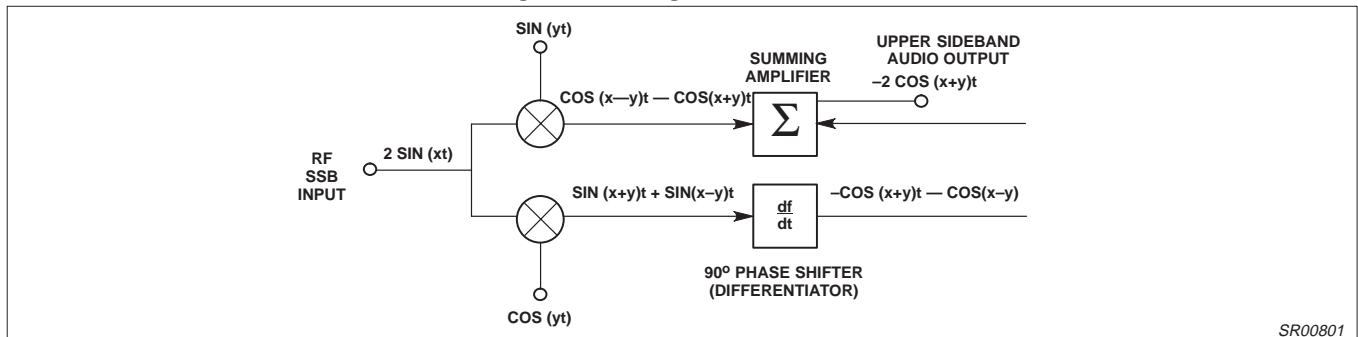 SIN (yt)
SUMMING
AMPLIFIER
UPPER SIDEBAND
AUDIO OUTPUT
–2 COS (x+y)t
COS (x—y)t — COS(x+y)t
Σ
RF
SSB
INPUT
2 SIN (xt)
SIN (x+y)t + SIN(x–y)t
df
dt
–COS (x+y)t — COS(x–y)
90o PHASE SHIFTER
(DIFFERENTIATOR)
COS (yt)
SR00801